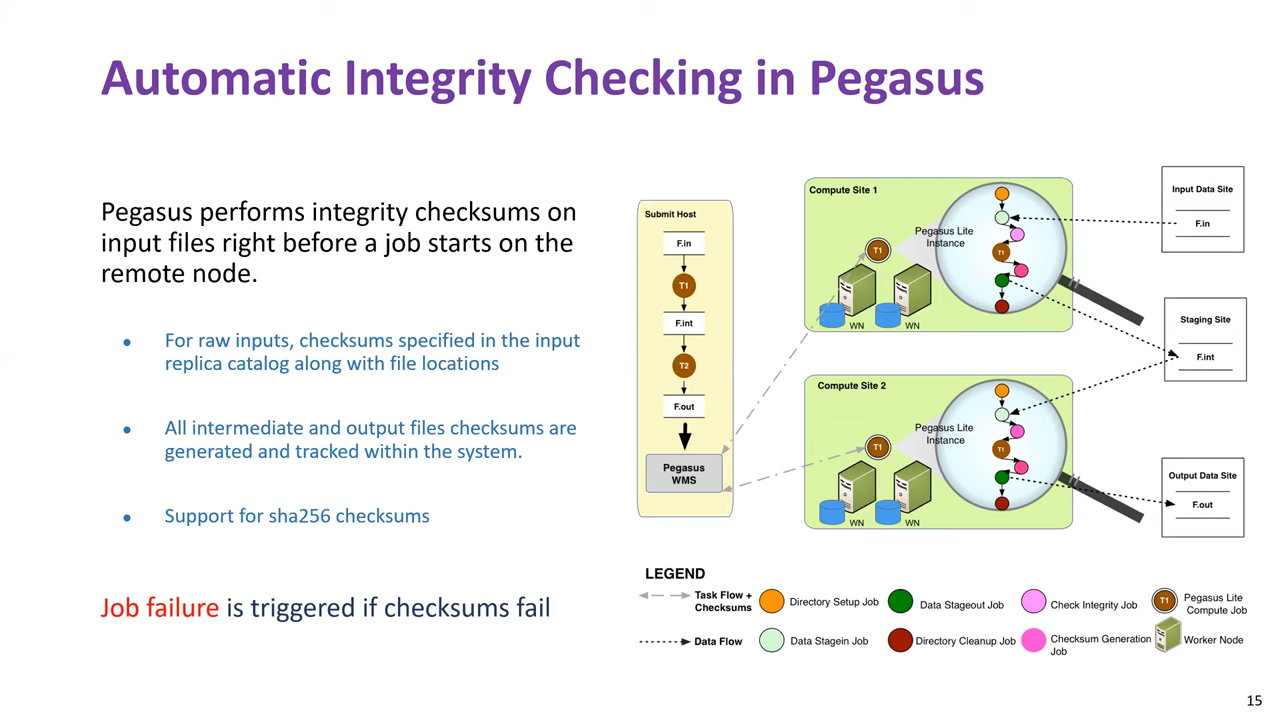 Automatic Integrity Checking in Pegasus
Pegasus performs integrity checksums on
input files right before a job starts on the
remote node.
• For raw inputs, checksums specified in the input
replica catalog along with file locations
• All intermediate and output files checksums are
generated and tracked within the system.
• Support for sha256 checksums
Job failure is triggered if checksums fail
Submit Host
F.in
T1
F.int
T2
F.out
Pegasus
WMS
Compute Site 1
Pegasus Lite
Instance
T1
T1
WN
WN
Compute Site 2
Pegasus Lite
Instance
T1
T1
WN
WN
Input Data Site
F.in
Staging Site
F.int
Output Data Site
F.out
LEGEND
Task Flow +
Checksums
Directory Setup Job
Data Stageout Job
Check Integrity Job
T1
Pegasus Lite
Compute Job
Data Flow
Data Stagein Job
Directory Cleanup Job
Checksum Generation
Job
Worker Node
15